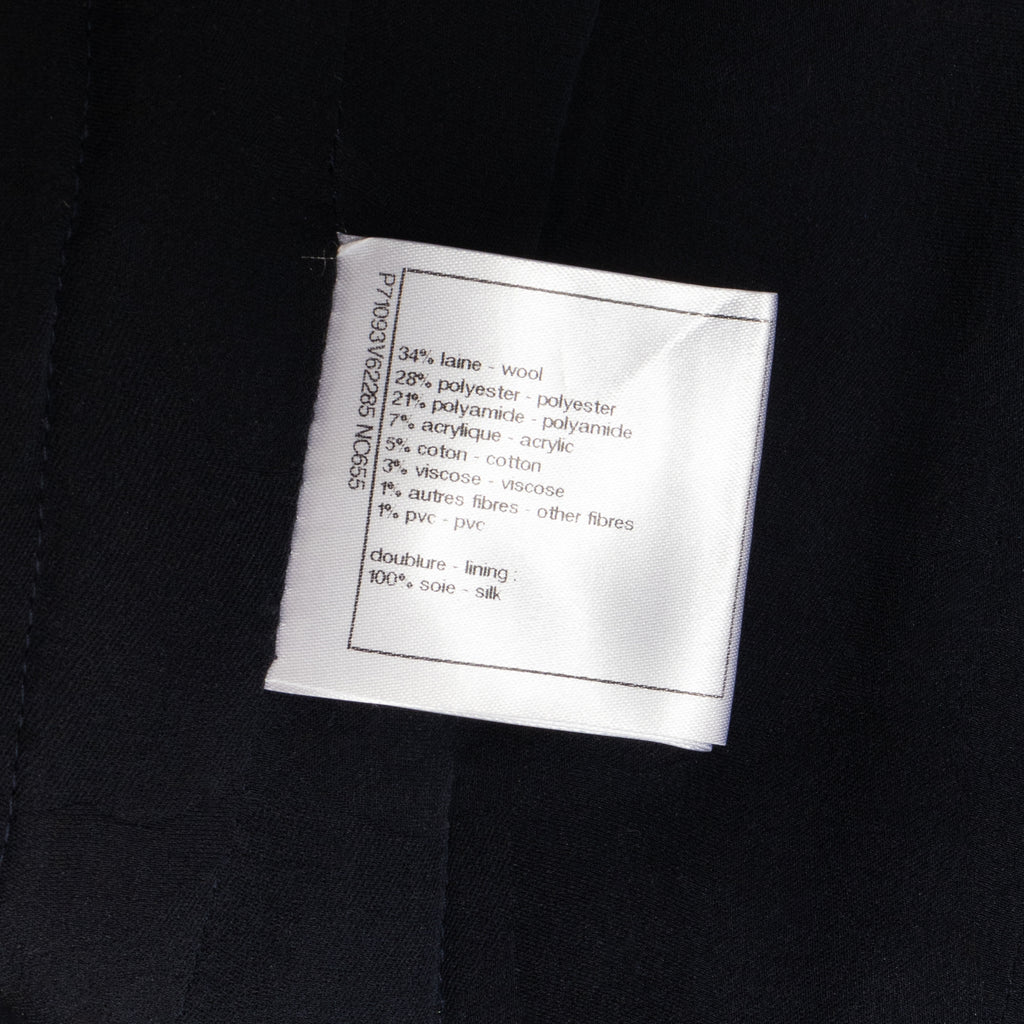 P71093V62285 NC655
34% laine - wool
28% polyester - polyester
21% polyamide - polyamide
7% acrylique - acrylic
5% coton - cotton
3% viscose - viscose
1% autres fibres - other fibres
1% pvc - pvc
doublure - lining :
100% soie - silk